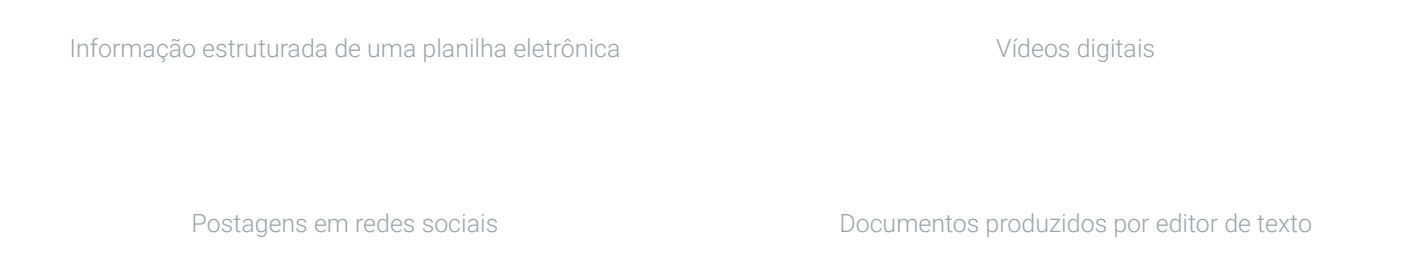 Informação estruturada de uma planilha eletrônica
Vídeos digitais
Postagens em redes sociais
Documentos produzidos por editor de texto